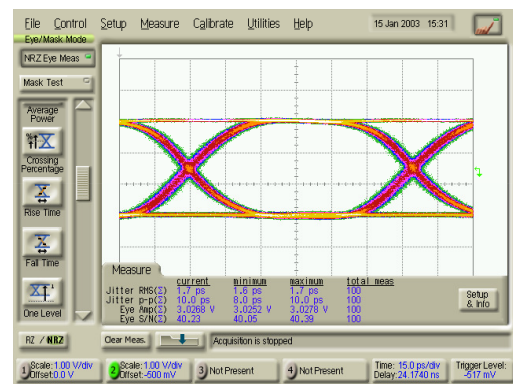 File Control Setup Measure Calibrate Utilities Help 15 Jan 2003 15:31
Eye/Mask Mode
NRZ Eye Meas
Mask Test
Average
Power
Crossing
Percentage
Rise Time
Fall Time
One Level
Measure
current minimum maximum total meas
Jitter RMS(Σ) 1.7 ps 1.6 ps 1.7 ps 100
Jitter p-p(Σ) 10.0 ps 8.0 ps 10.0 ps 100
Eye Amp(Σ) 3.0268 V 3.0252 V 3.0278 V 100
Eye S/N(Σ) 40.23 40.05 40.39 100
Setup
& Info
RZ / NRZ
Clear Meas.
Acquisition is stopped
1 Scale:1.00 V/div
Offset:0.0 V
2 Scale:1.00 V/div
Offset:-500 mV
3 Not Present
4 Not Present
Time: 15.0 ps/div
Delay:24.1740 ns
Trigger Level:
-517 mV